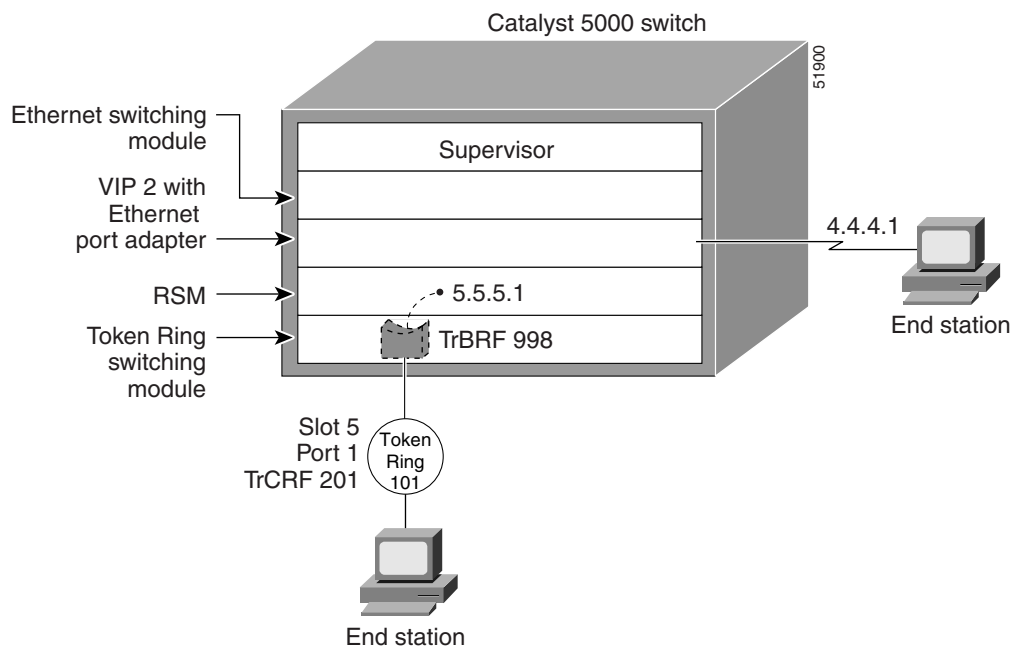 Catalyst 5000 switch
51900
Ethernet switching
module
Supervisor
VIP 2 with
Ethernet
port adapter
4.4.4.1
End station
RSM
5.5.5.1
Token Ring
switching
module
TrBRF 998
Slot 5
Port 1
TrCRF 201
Token
Ring
101
End station